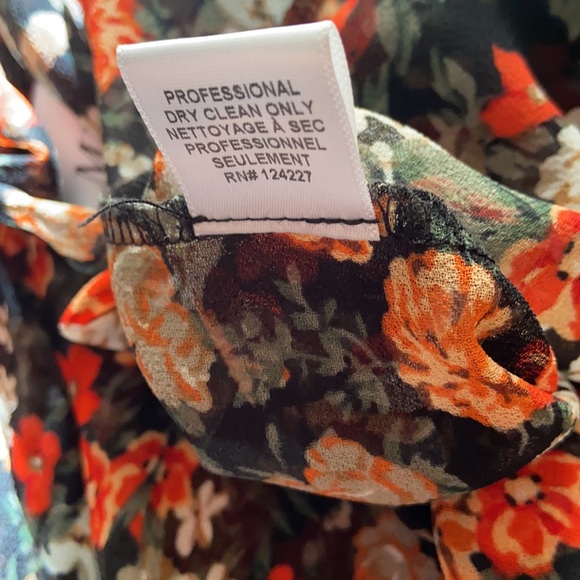 PROFESSIONAL
DRY CLEAN ONLY
NETTOYAGE À SEC
PROFESSIONNEL
SEULEMENT
RN# 124227